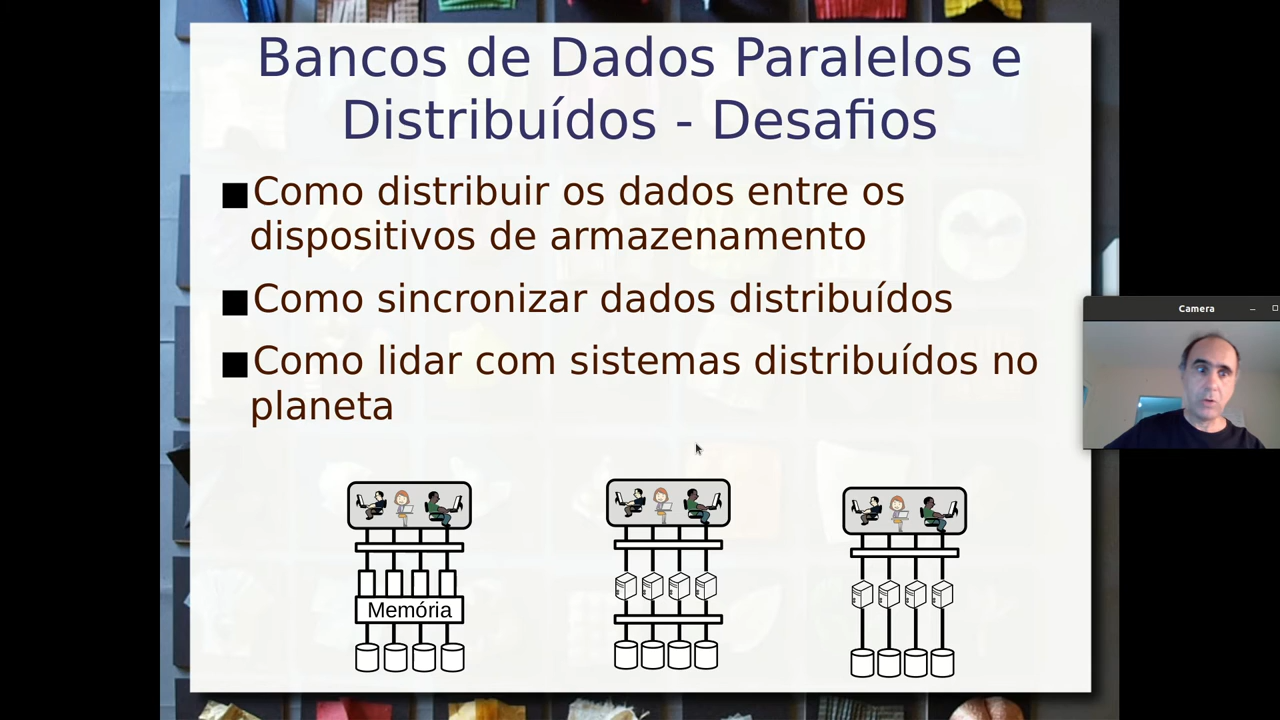 Bancos de Dados Paralelos e
Distribuídos - Desafios
Como distribuir os dados entre os
dispositivos de armazenamento
Como sincronizar dados distribuídos
Como lidar com sistemas distribuídos no
planeta
Camera
Memória